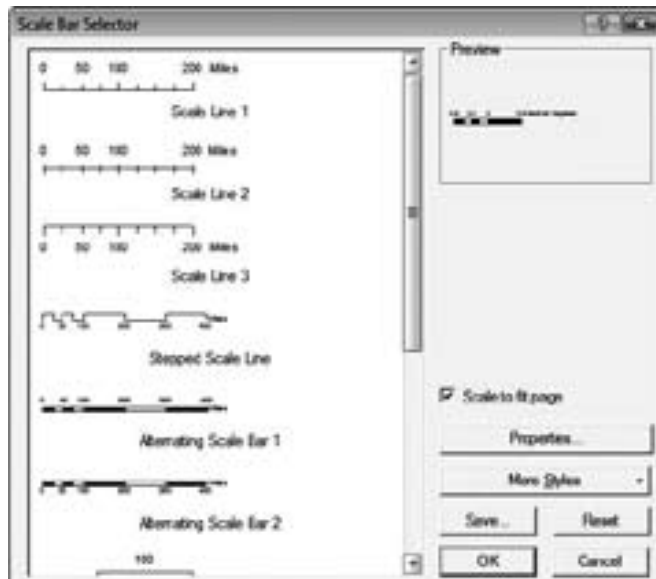 Scale Bar Selector
0 50 100 200 Miles
Scale Line 1
0 50 100 200 Miles
Scale Line 2
0 50 100 200 Miles
Scale Line 3
Stepped Scale Line
Alternating Scale Bar 1
Alternating Scale Bar 2
100
Preview
Scale to fit page
Properties...
More Styles
Save...
Reset
OK
Cancel